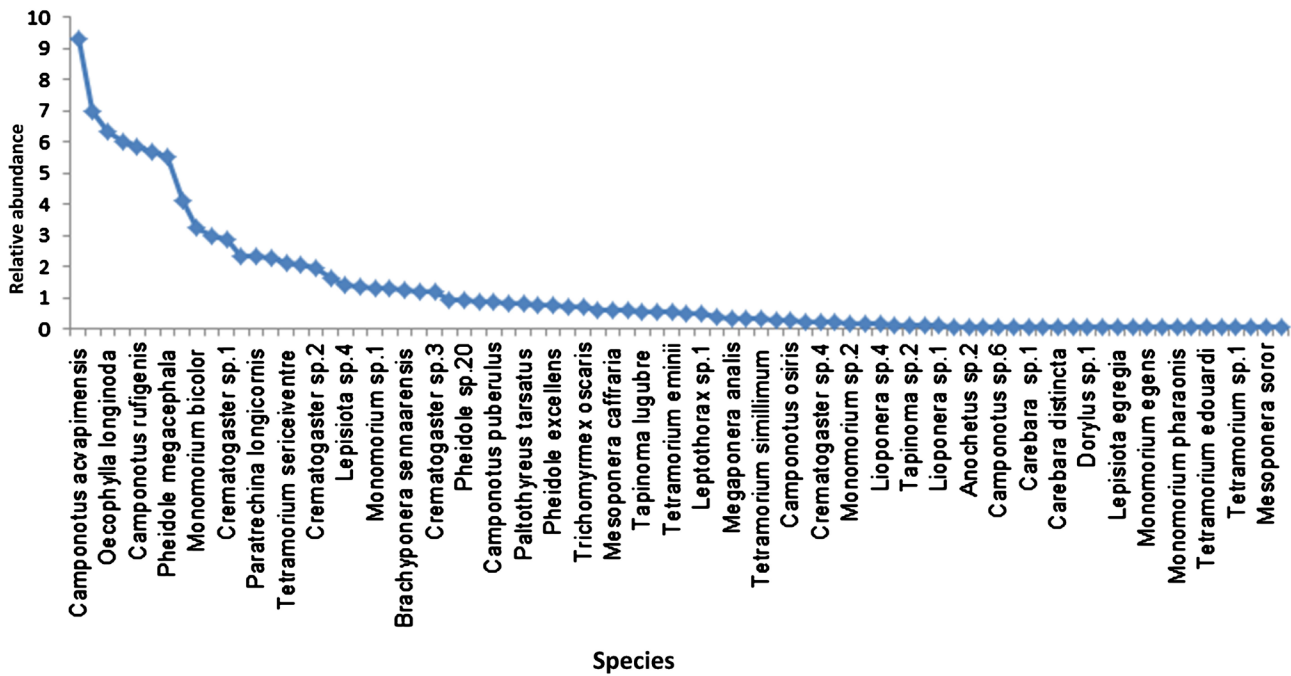 10
9
8
7
6
5
4
3
2
1
0
Relative abundance
Camponotus acvapimensis
Oecophylla longinoda
Camponotus rufigenis
Pheidole megacephala
Monomorium bicolor
Crematogaster sp.1
Paratrechina longicornis
Tetramorium sericeiventre
Crematogaster sp.2
Lepisiota sp.4
Monomorium sp.1
Brachyponera sennaarensis
Crematogaster sp.3
Pheidole sp.20
Camponotus puberulus
Paltothyreus tarsatus
Pheidole excellens
Trichomyrmex oscaris
Mesoponera caffraria
Tapinoma lugubre
Tetramorium eminii
Leptothorax sp.1
Megaponera analis
Tetramorium simillimum
Camponotus osiris
Crematogaster sp.4
Monomorium sp.2
Lioponera sp.4
Tapinoma sp.2
Lioponera sp.1
Anochetus sp.2
Camponotus sp.6
Carebara sp.1
Carebara distincta
Dorylus sp.1
Lepisiota egregia
Monomorium egens
Monomorium pharaonis
Tetramorium edouardi
Tetramorium sp.1
Mesoponera soror
Species